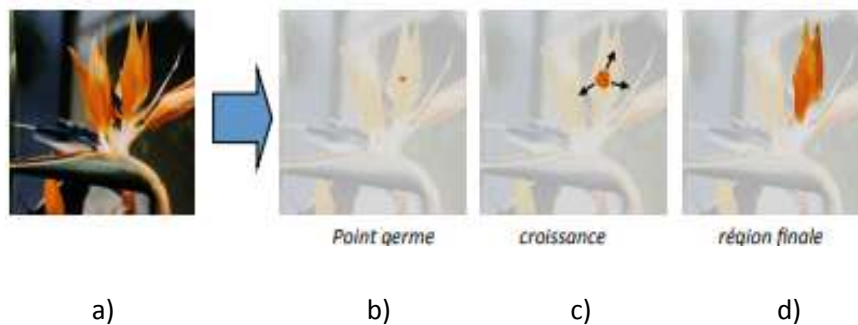 Point germe croissance région finale
a) b) c) d)